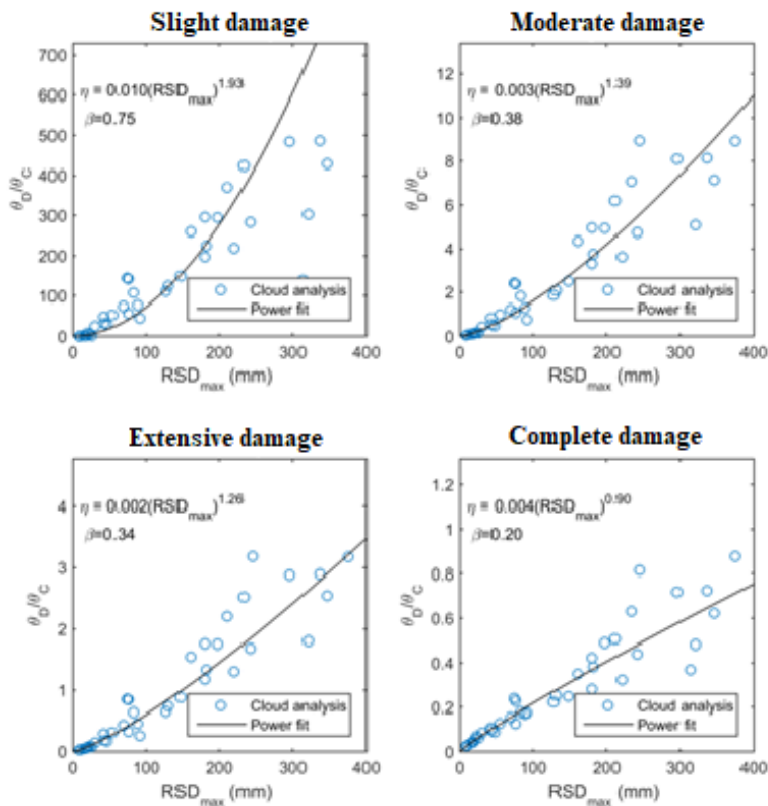 Slight damage
700
600
500
400
300
200
100
0
θD/θC
η = 0.010(RSDmax)^1.93
β=0.75
Cloud analysis
Power fit
0 100 200 300 400
RSDmax (mm)
Moderate damage
12
10
8
6
4
2
0
θD/θC
η = 0.003(RSDmax)^1.39
β=0.38
Cloud analysis
Power fit
0 100 200 300 400
RSDmax (mm)
Extensive damage
4
3
2
1
0
θD/θC
η = 0.002(RSDmax)^1.26
β=0.34
Cloud analysis
Power fit
0 100 200 300 400
RSDmax (mm)
Complete damage
1.2
1
0.8
0.6
0.4
0.2
0
θD/θC
η = 0.004(RSDmax)^0.90
β=0.20
Cloud analysis
Power fit
0 100 200 300 400
RSDmax (mm)